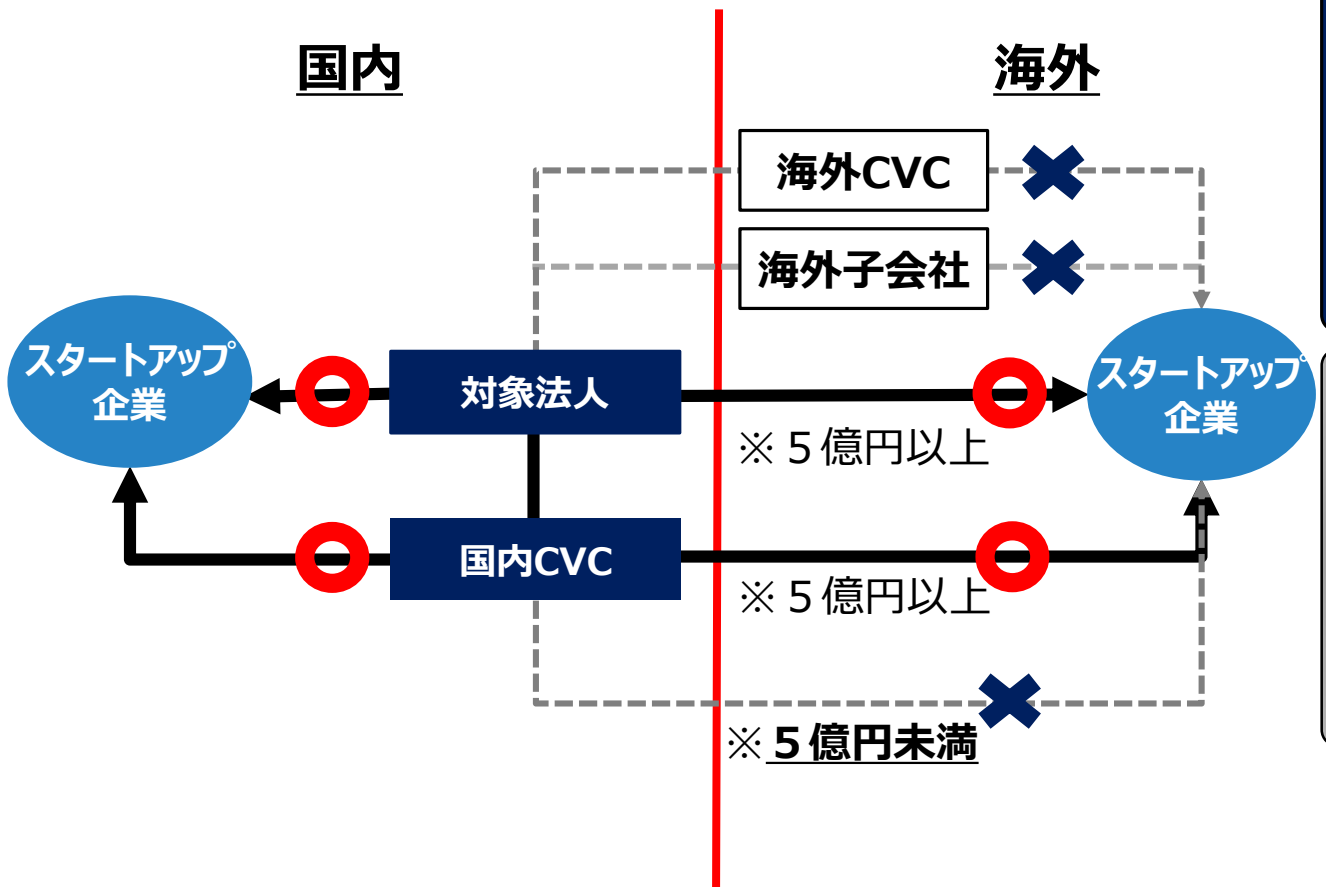 国内
海外
海外CVC
海外子会社
スタートアップ
企業
対象法人
スタートアップ
企業
※５億円以上
国内CVC
※５億円以上
※５億円未満